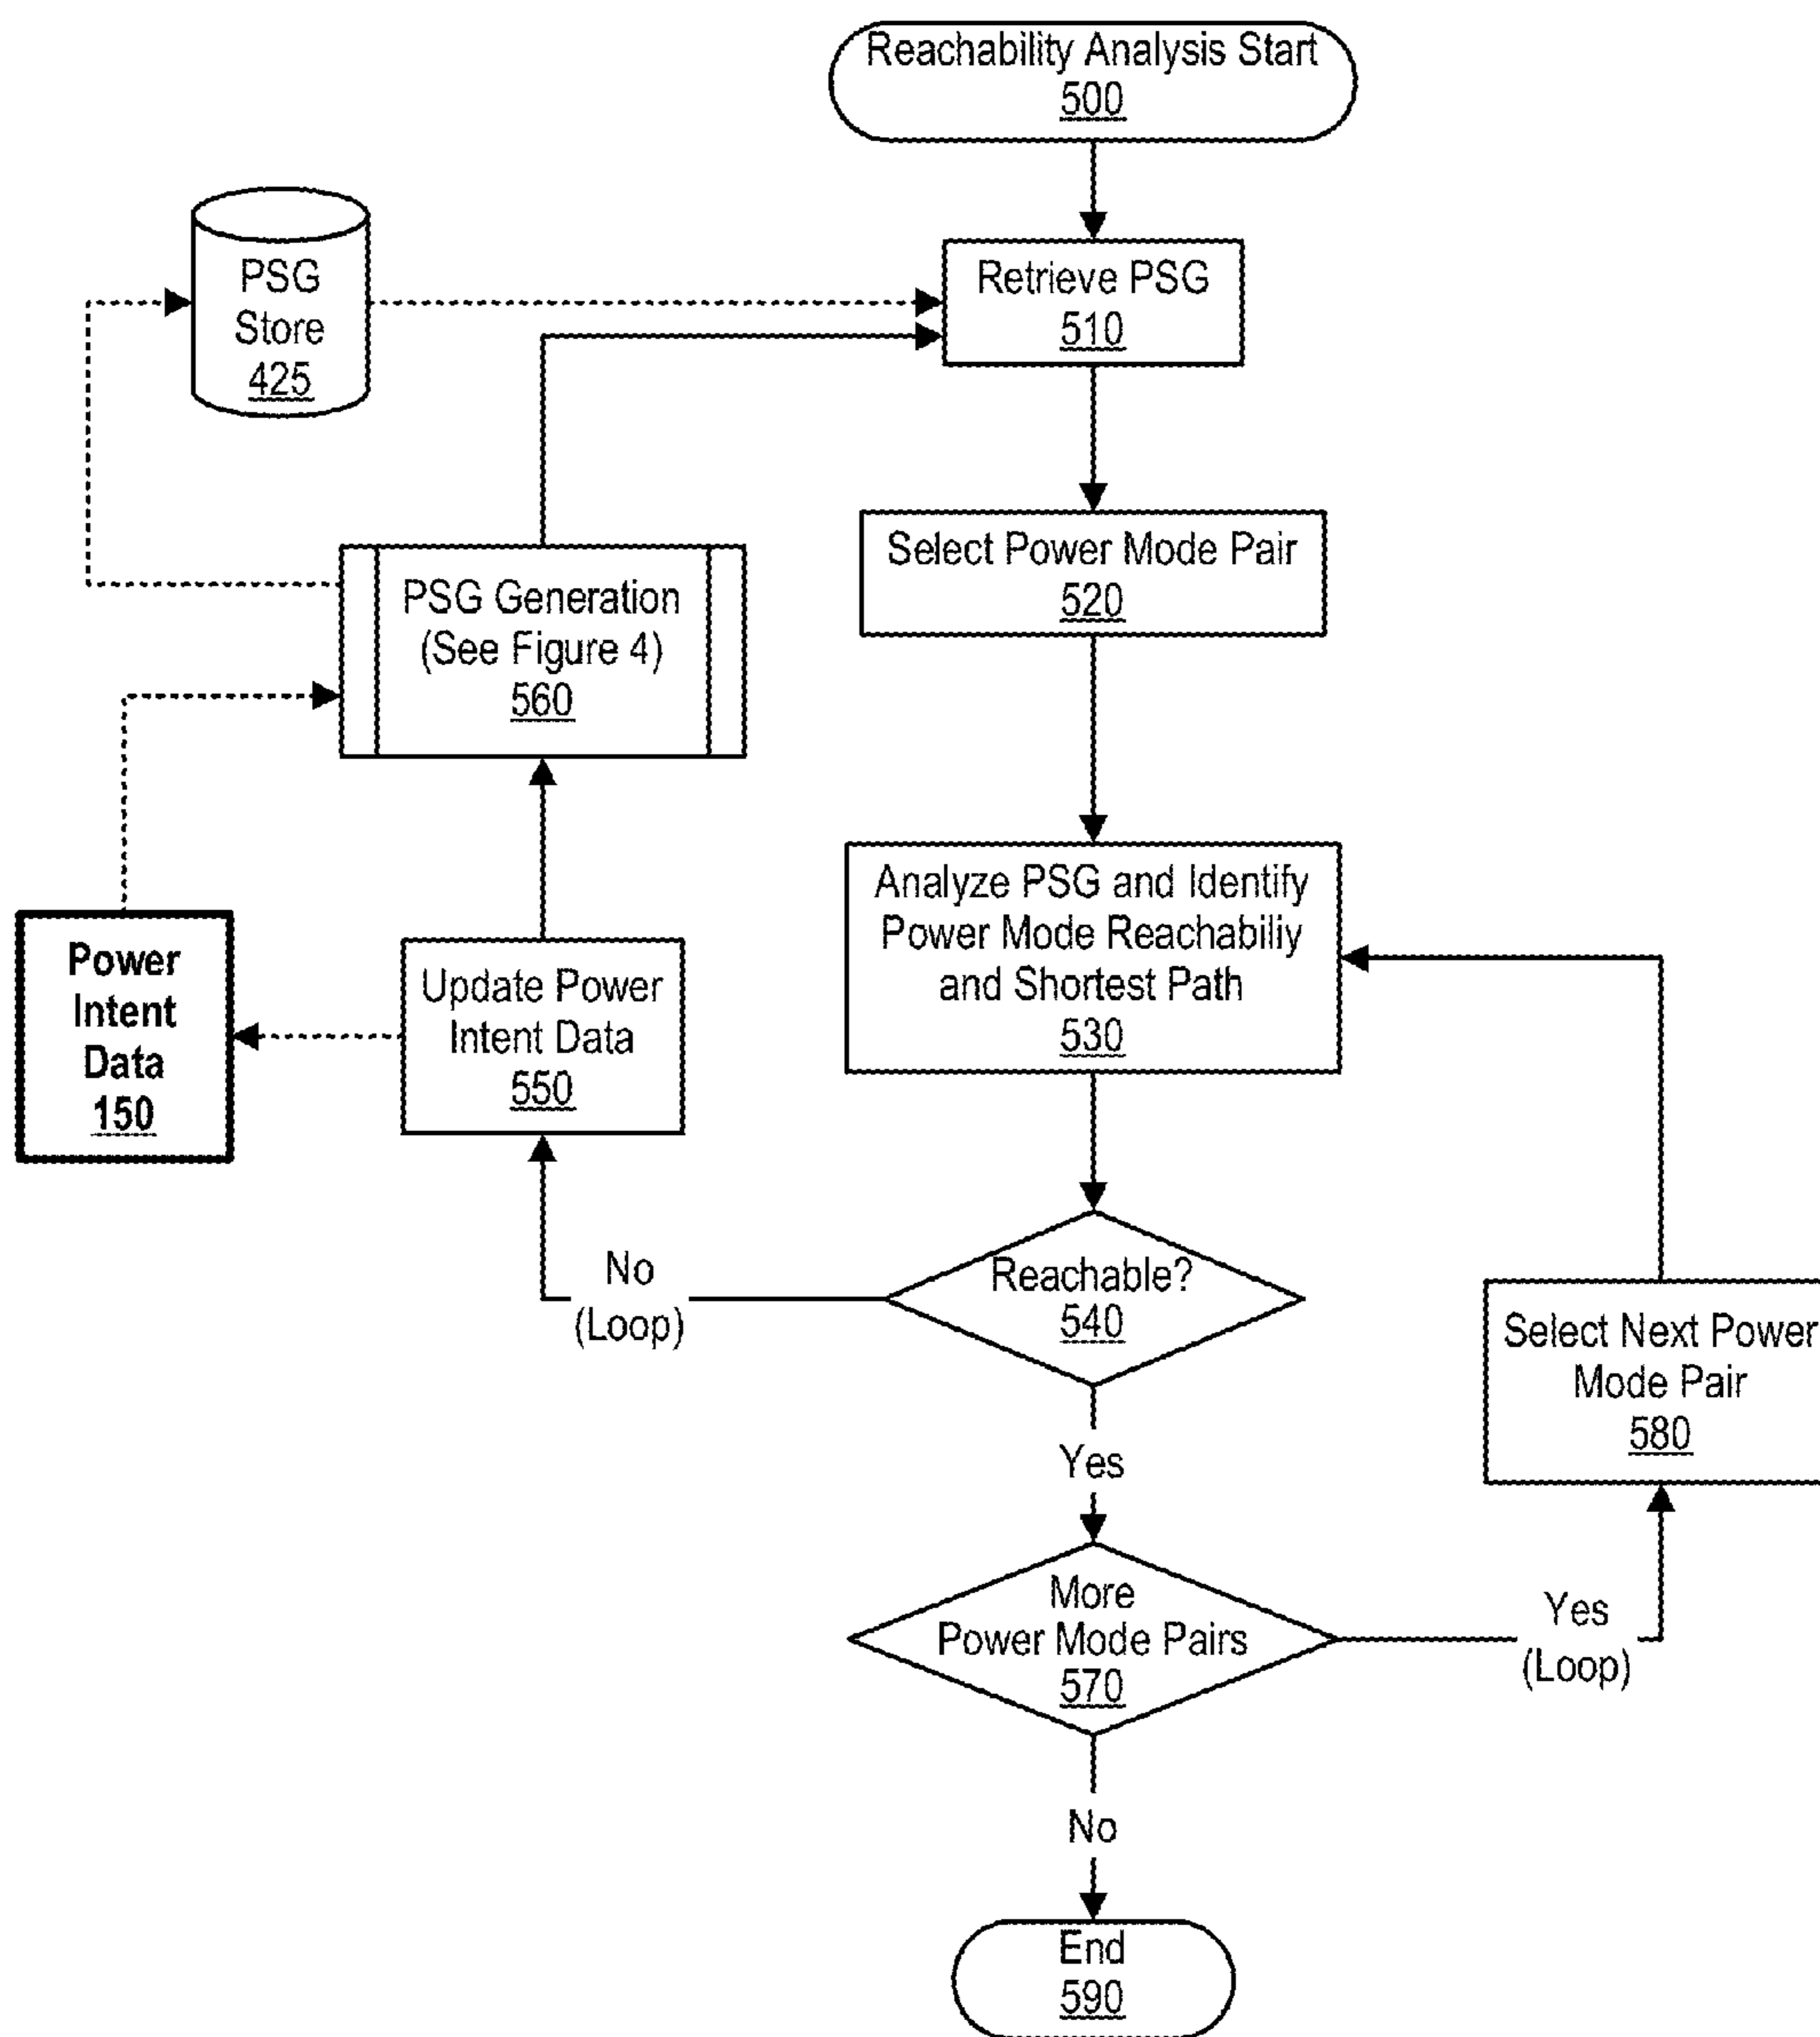 Reachability Analysis Start
500
PSG
Store
425
Retrieve PSG
510
Select Power Mode Pair
520
PSG Generation
(See Figure 4)
560
Analyze PSG and Identify
Power Mode Reachabiliy
and Shortest Path
530
Power
Intent
Data
150
Update Power
Intent Data
550
No
(Loop)
Reachable?
540
Select Next Power
Mode Pair
580
Yes
More
Power Mode Pairs
570
Yes
(Loop)
No
End
590